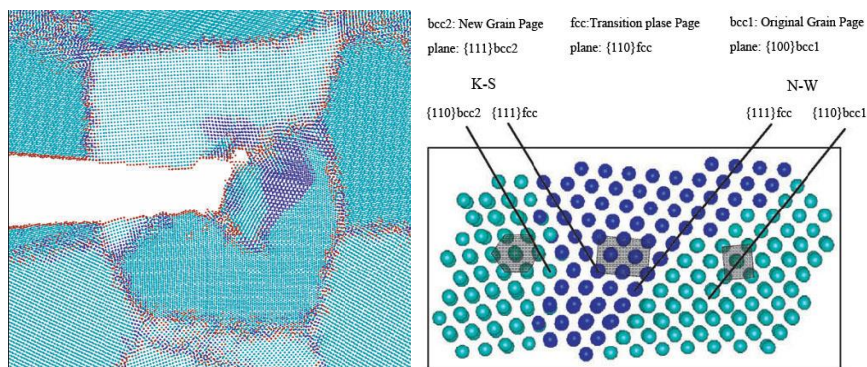 bcc2: New Grain Page
fcc:Transition plase Page
bcc1: Original Grain Page
plane: {111}bcc2
plane: {110}fcc
plane: {100}bcc1
K-S
N-W
{110}bcc2
{111}fcc
{111}fcc
{110}bcc1